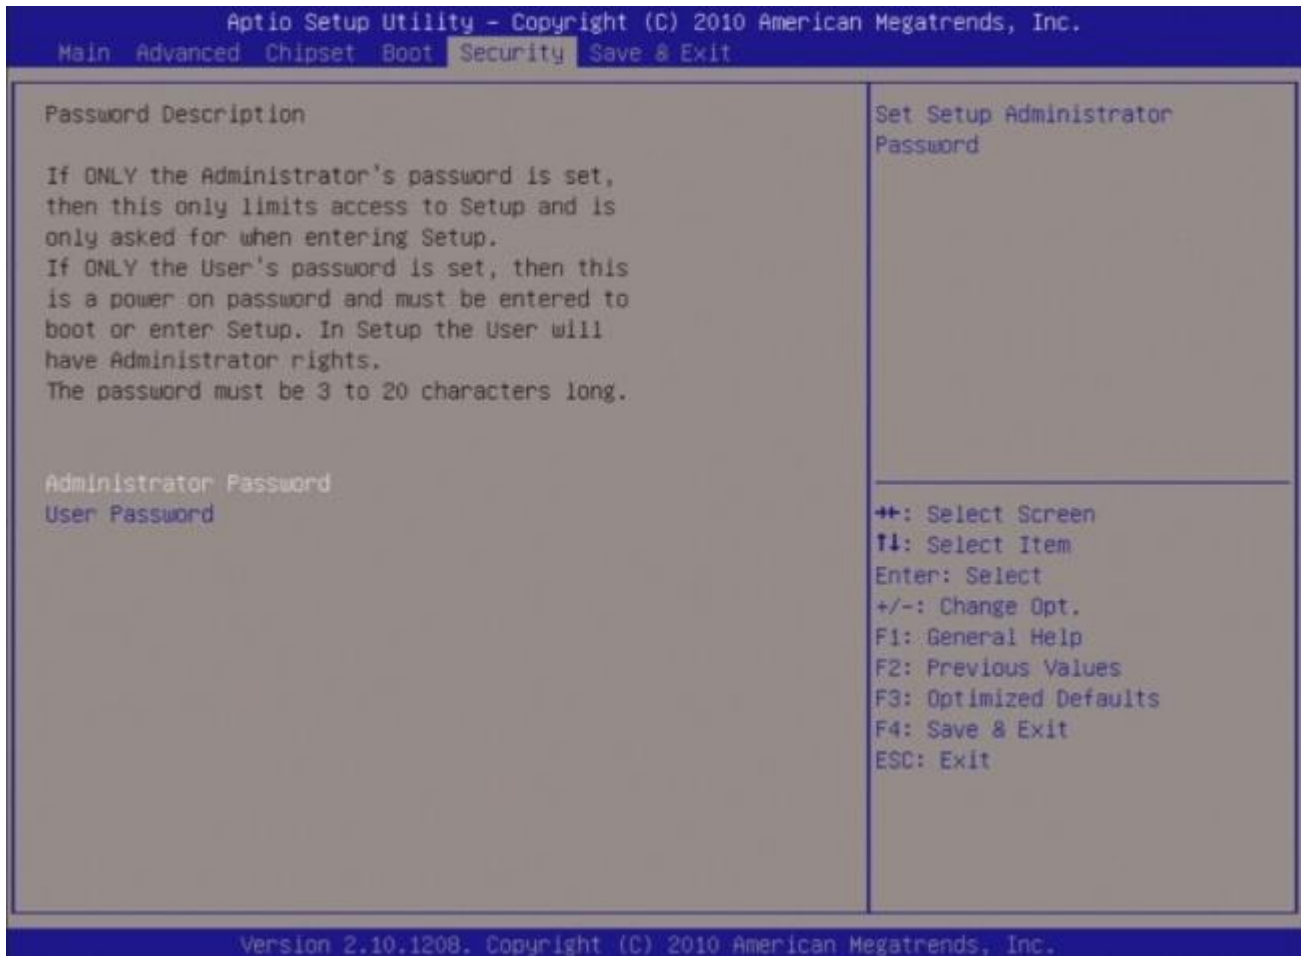 Aptio Setup Utility – Copyright (C) 2010 American Megatrends, Inc.
Main Advanced Chipset Boot Security Save & Exit
Password Description
If ONLY the Administrator's password is set,
then this only limits access to Setup and is
only asked for when entering Setup.
If ONLY the User's password is set, then this
is a power on password and must be entered to
boot or enter Setup. In Setup the User will
have Administrator rights.
The password must be 3 to 20 characters long.
Administrator Password
User Password
Set Setup Administrator
Password
→←: Select Screen
↑↓: Select Item
Enter: Select
+/-: Change Opt.
F1: General Help
F2: Previous Values
F3: Optimized Defaults
F4: Save & Exit
ESC: Exit
Version 2.10.1208. Copyright (C) 2010 American Megatrends, Inc.